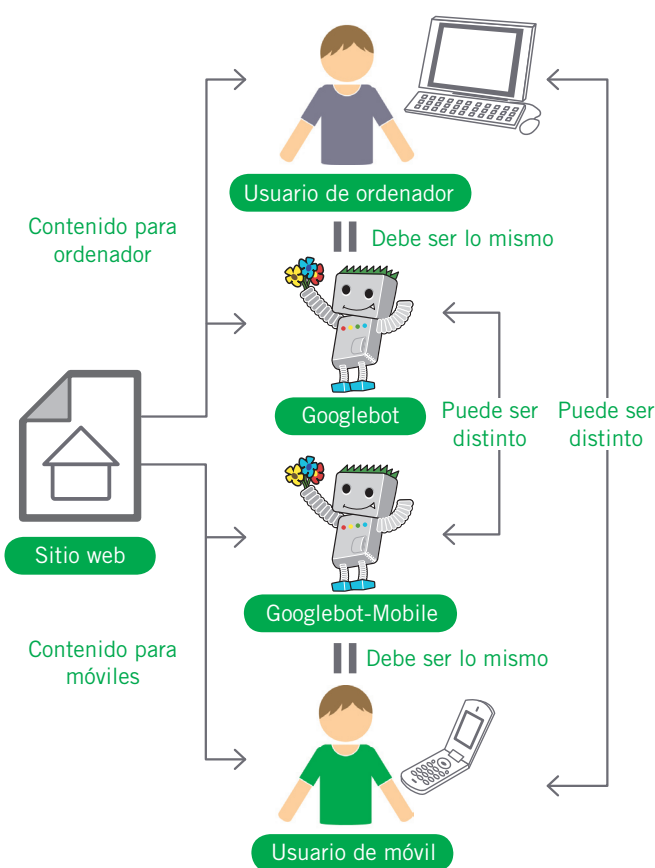 Usuario de ordenador
Contenido para
ordenador
Debe ser lo mismo
Googlebot
Puede ser
distinto
Puede ser
distinto
Sitio web
Googlebot-Mobile
Contenido para
móviles
Debe ser lo mismo
Usuario de móvil